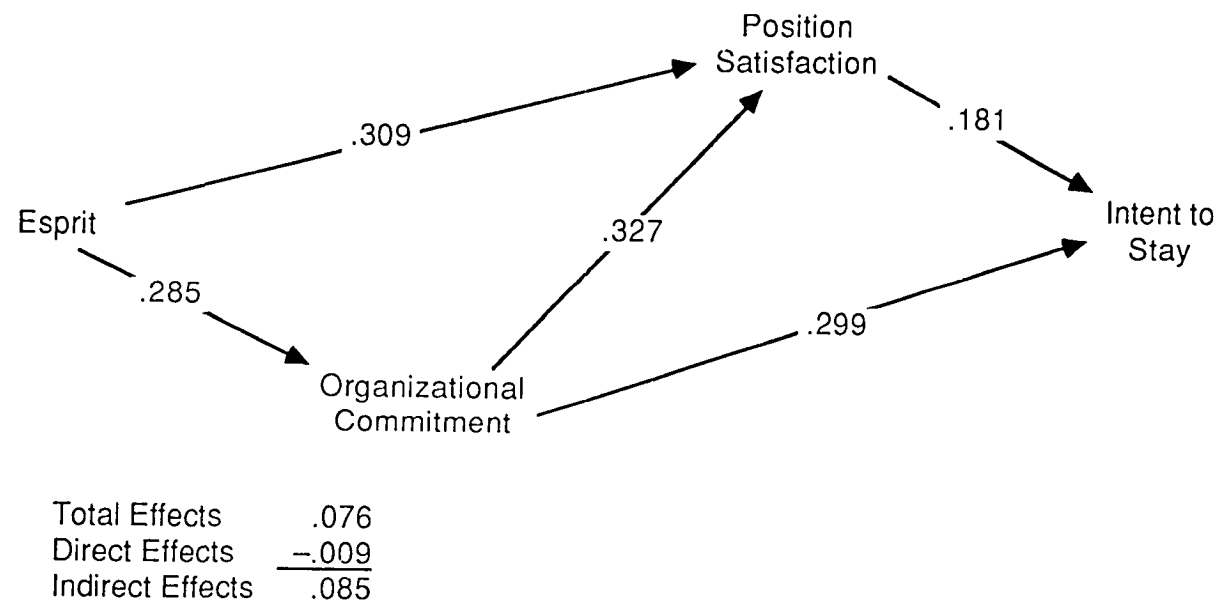 Position
Satisfaction
.309
.181
Esprit
.327
Intent to
Stay
.285
.299
Organizational
Commitment
Total Effects .076
Direct Effects –.009
Indirect Effects .085